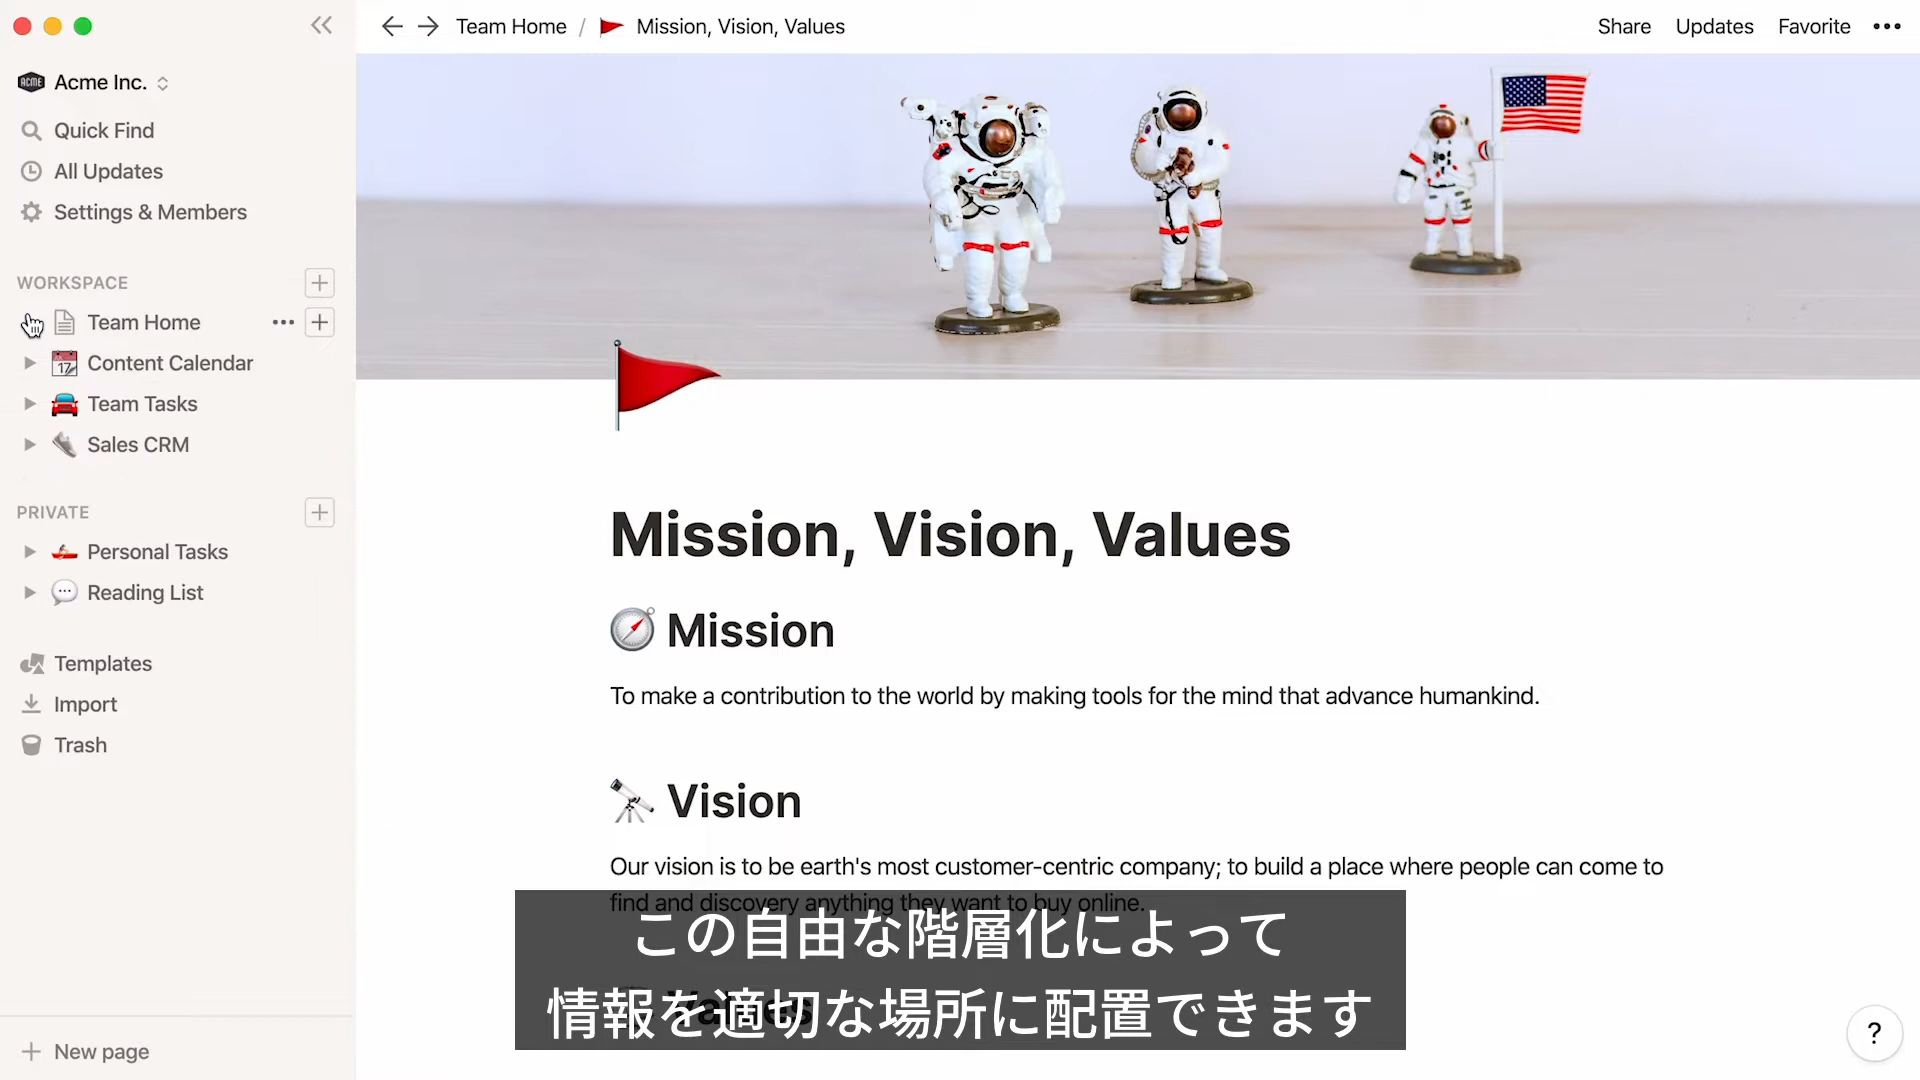 Team Home / Mission, Vision, Values
Share Updates Favorite
ACME Acme Inc.
Quick Find
All Updates
Settings & Members
WORKSPACE
Team Home
17 Content Calendar
Team Tasks
Sales CRM
PRIVATE
Personal Tasks
Reading List
Templates
Import
Trash
New page
Mission, Vision, Values
Mission
To make a contribution to the world by making tools for the mind that advance humankind.
Vision
Our vision is to be earth's most customer-centric company; to build a place where people can come to
find and discovery anything they want to buy online.
Values
この自由な階層化によって
情報を適切な場所に配置できます
?